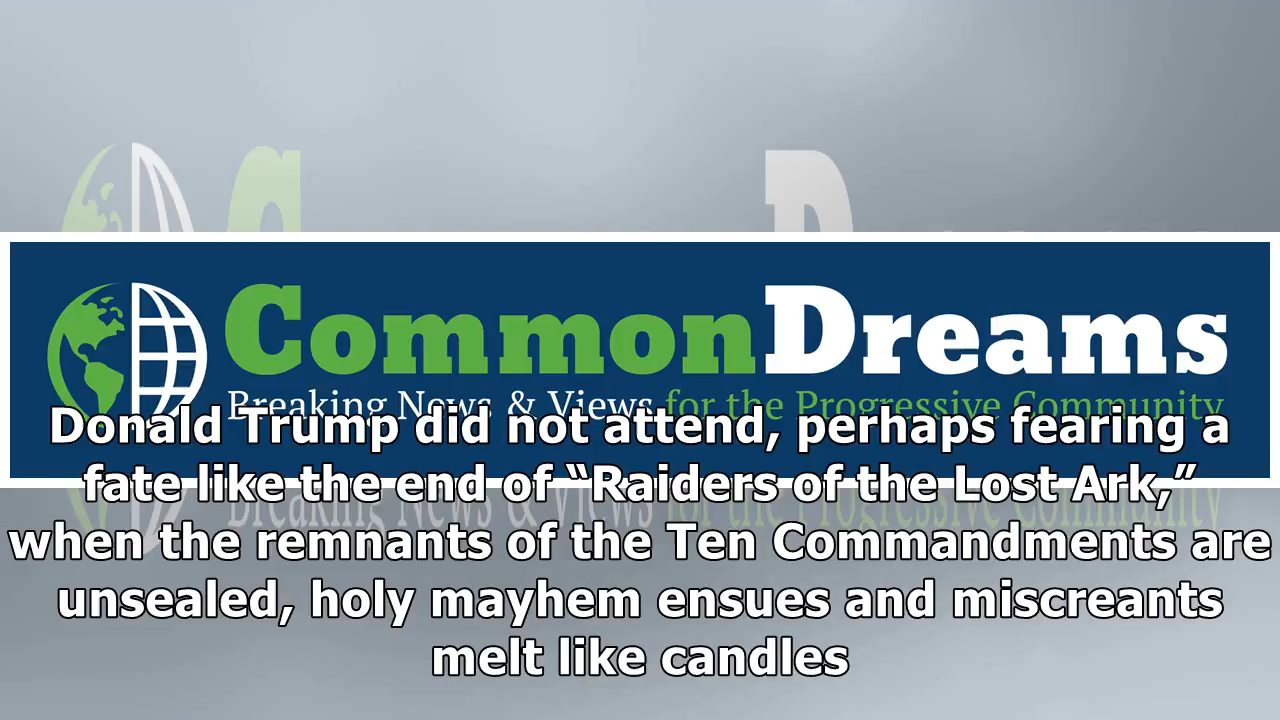 CommonDreams
Breaking News & Views for the Progressive Community
Donald Trump did not attend, perhaps fearing a
fate like the end of “Raiders of the Lost Ark,”
when the remnants of the Ten Commandments are
unsealed, holy mayhem ensues and miscreants
melt like candles